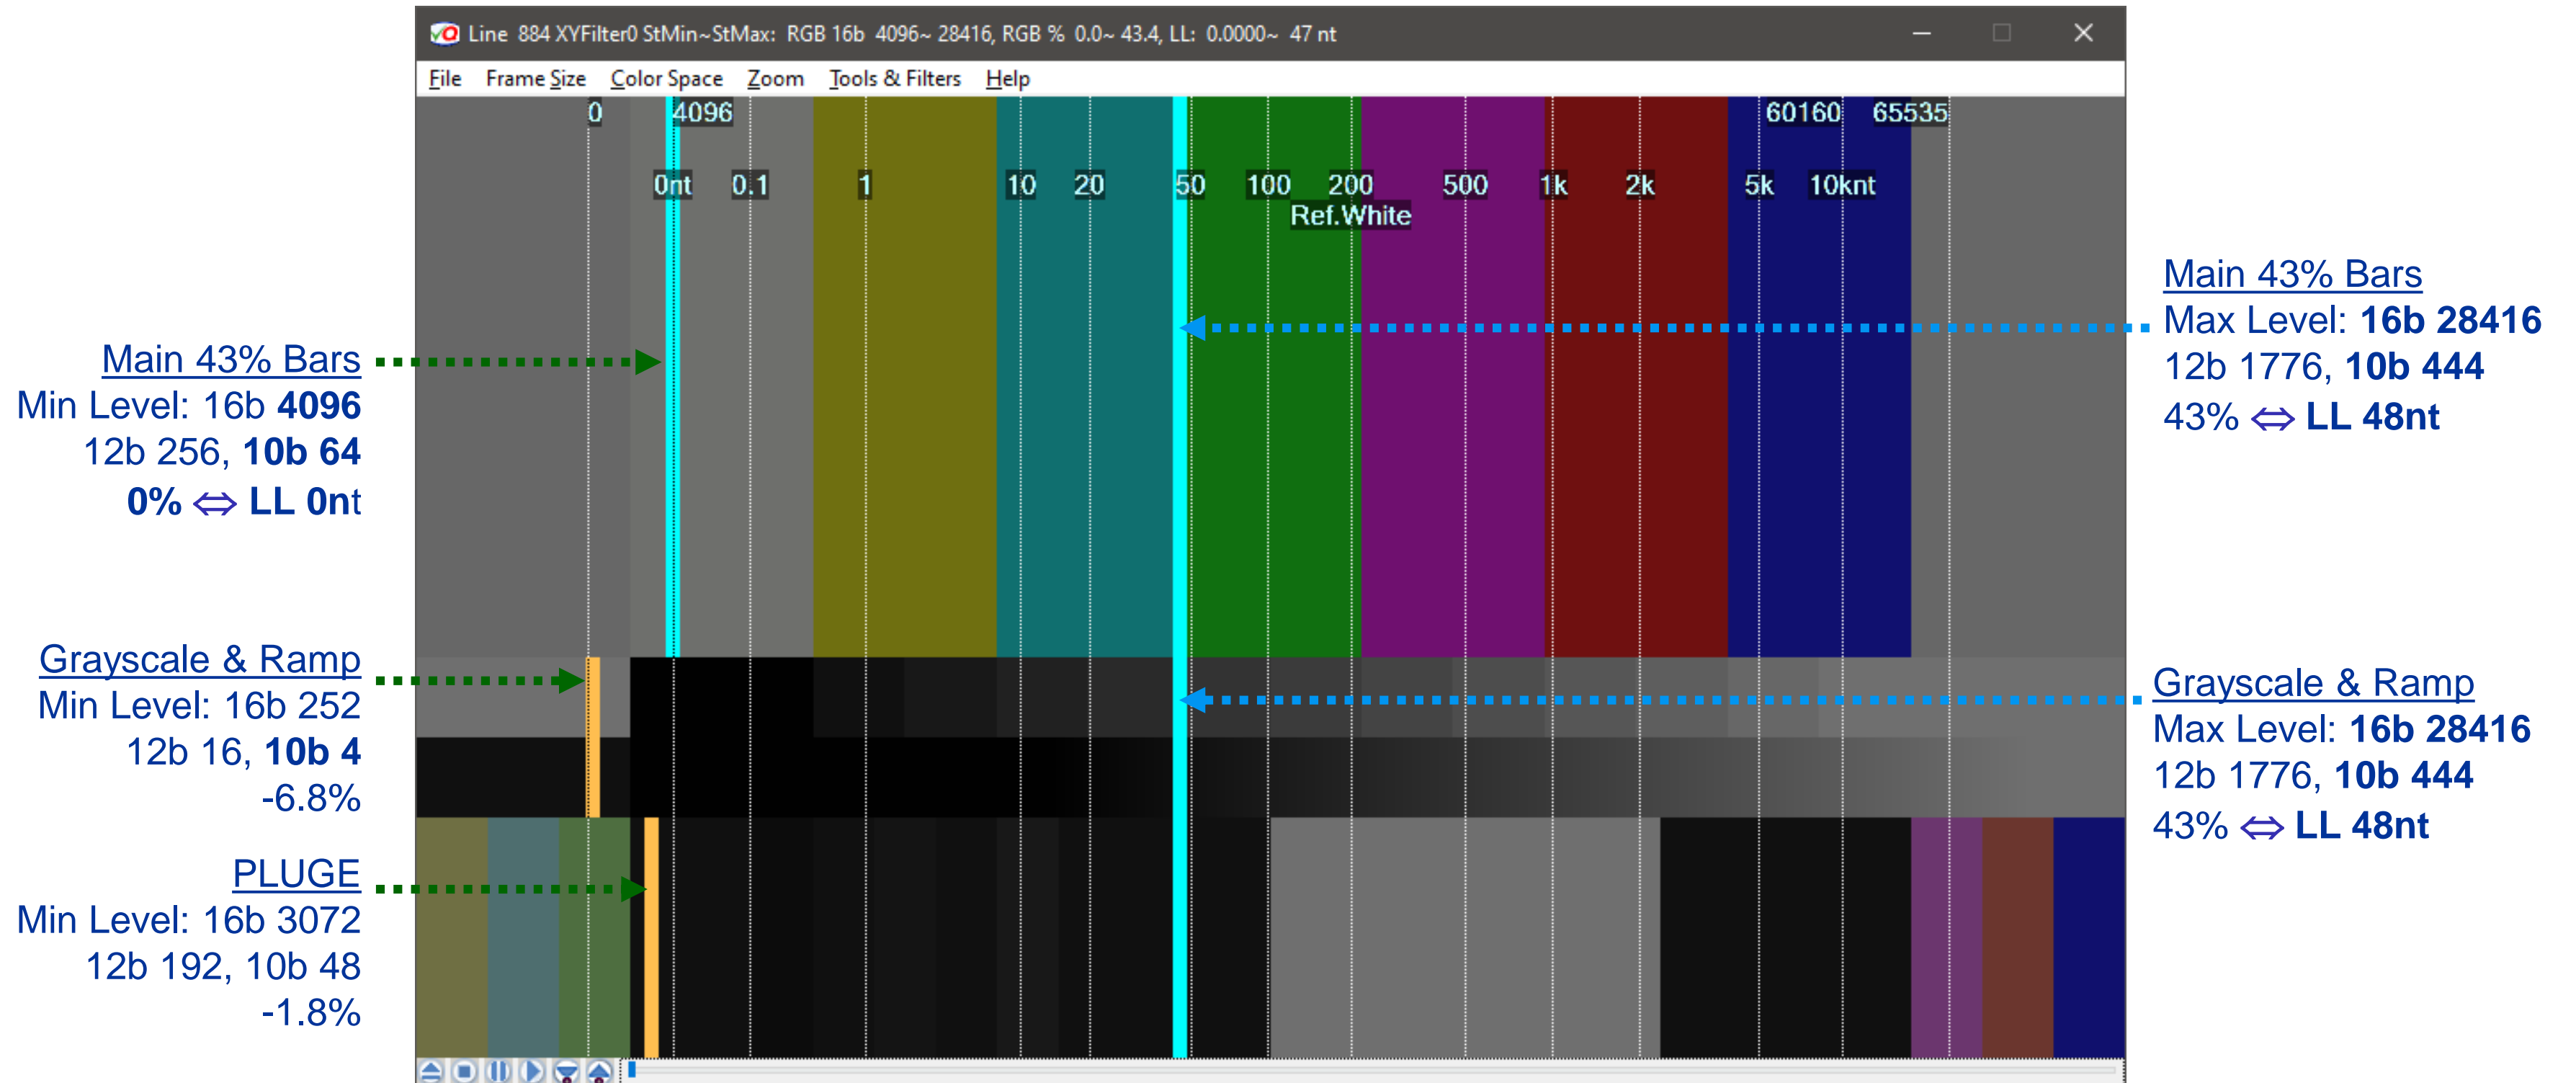 Line 884 XYFilter0 StMin~StMax: RGB 16b 4096~ 28416, RGB % 0.0~ 43.4, LL: 0.0000~ 47 nt
File Frame Size Color Space Zoom Tools & Filters Help
0 4096 60160 65535
0nt 0.1 1 10 20 50 100 200 500 1k 2k 5k 10knt
Ref.White
Main 43% Bars
Min Level: 16b 4096
12b 256, 10b 64
0% ⇔ LL 0nt
Grayscale & Ramp
Min Level: 16b 252
12b 16, 10b 4
-6.8%
PLUGE
Min Level: 16b 3072
12b 192, 10b 48
-1.8%
Main 43% Bars
Max Level: 16b 28416
12b 1776, 10b 444
43% ⇔ LL 48nt
Grayscale & Ramp
Max Level: 16b 28416
12b 1776, 10b 444
43% ⇔ LL 48nt